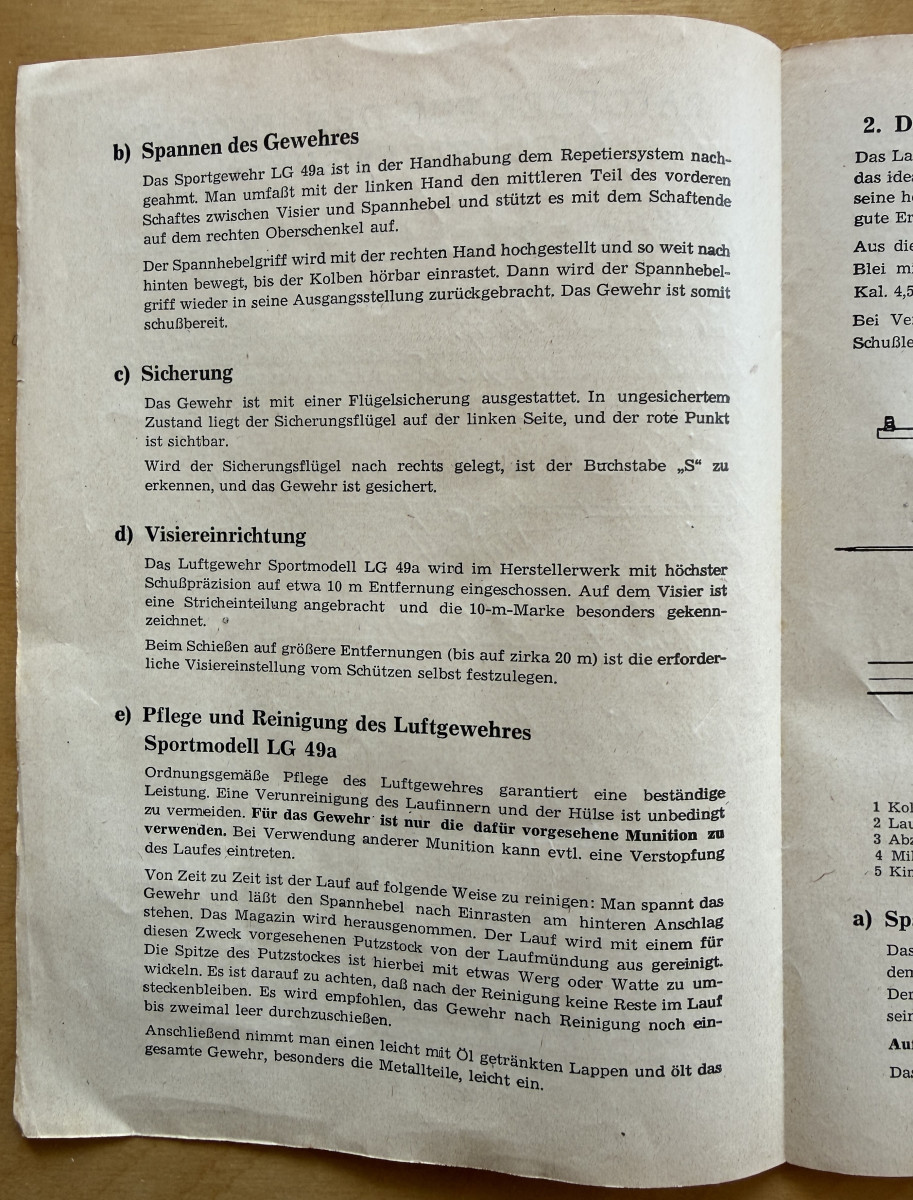 b) Spannen des Gewehres
Das Sportgewehr LG 49a ist in der Handhabung dem Repetiersystem nach-
geahmt. Man umfaßt mit der linken Hand den mittleren Teil des vorderen
Schaftes zwischen Visier und Spannhebel und stützt es mit dem Schaftende
auf dem rechten Oberschenkel auf.
Der Spannhebelgriff wird mit der rechten Hand hochgestellt und so weit nach
hinten bewegt, bis der Kolben hörbar einrastet. Dann wird der Spannhebel-
griff wieder in seine Ausgangsstellung zurückgebracht. Das Gewehr ist somit
schußbereit.
c) Sicherung
Das Gewehr ist mit einer Flügelsicherung ausgestattet. In ungesichertem
Zustand liegt der Sicherungsflügel auf der linken Seite, und der rote Punkt
ist sichtbar.
Wird der Sicherungsflügel nach rechts gelegt, ist der Buchstabe „S“ zu
erkennen, und das Gewehr ist gesichert.
d) Visiereinrichtung
Das Luftgewehr Sportmodell LG 49a wird im Herstellerwerk mit höchster
Schußpräzision auf etwa 10 m Entfernung eingeschossen. Auf dem Visier ist
eine Stricheinteilung angebracht und die 10-m-Marke besonders gekenn-
zeichnet.
Beim Schießen auf größere Entfernungen (bis auf zirka 20 m) ist die erforder-
liche Visiereinstellung vom Schützen selbst festzulegen.
e) Pflege und Reinigung des Luftgewehres
Sportmodell LG 49a
Ordnungsgemäße Pflege des Luftgewehres garantiert eine beständige
Leistung. Eine Verunreinigung des Laufinnern und der Hülse ist unbedingt
zu vermeiden. Für das Gewehr ist nur die dafür vorgesehene Munition zu
verwenden. Bei Verwendung anderer Munition kann evtl. eine Verstopfung
des Laufes eintreten.
Von Zeit zu Zeit ist der Lauf auf folgende Weise zu reinigen: Man spannt das
Gewehr und läßt den Spannhebel nach Einrasten am hinteren Anschlag
stehen. Das Magazin wird herausgenommen. Der Lauf wird mit einem für
diesen Zweck vorgesehenen Putzstock von der Laufmündung aus gereinigt.
Die Spitze des Putzstockes ist hierbei mit etwas Werg oder Watte zu um-
wickeln. Es ist darauf zu achten, daß nach der Reinigung keine Reste im Lauf
steckenbleiben. Es wird empfohlen, das Gewehr nach Reinigung noch ein-
bis zweimal leer durchzuschießen.
Anschließend nimmt man einen leicht mit Öl getränkten Lappen und ölt das
gesamte Gewehr, besonders die Metallteile, leicht ein.
2. D
Das La
das idea
seine h
gute Er
Aus die
Blei m
Kal. 4,5
Bei Ve
Schußle
1 Kol
2 Lau
3 Abz
4 Mi
5 Kir
a) Sp
Das
den
Der
sein
Au
Das